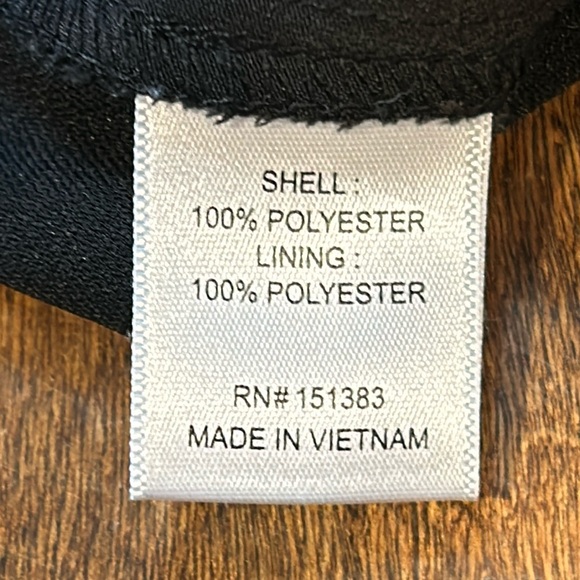 SHELL :
100% POLYESTER
LINING :
100% POLYESTER
RN# 151383
MADE IN VIETNAM